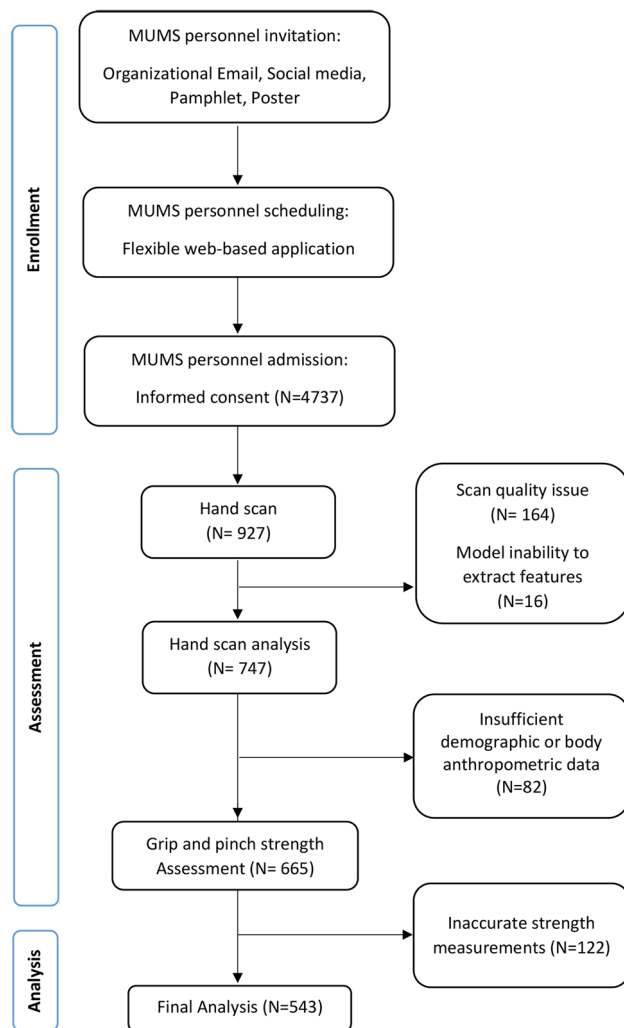 MUMS personnel invitation:
Organizational Email, Social media,
Pamphlet, Poster
Enrollment
MUMS personnel scheduling:
Flexible web-based application
MUMS personnel admission:
Informed consent (N=4737)
Hand scan
(N= 927)
Scan quality issue
(N= 164)
Model inability to
extract features
(N=16)
Hand scan analysis
(N= 747)
Assessment
Insufficient
demographic or body
anthropometric data
(N=82)
Grip and pinch strength
Assessment (N= 665)
Inaccurate strength
measurements (N=122)
Analysis
Final Analysis (N=543)